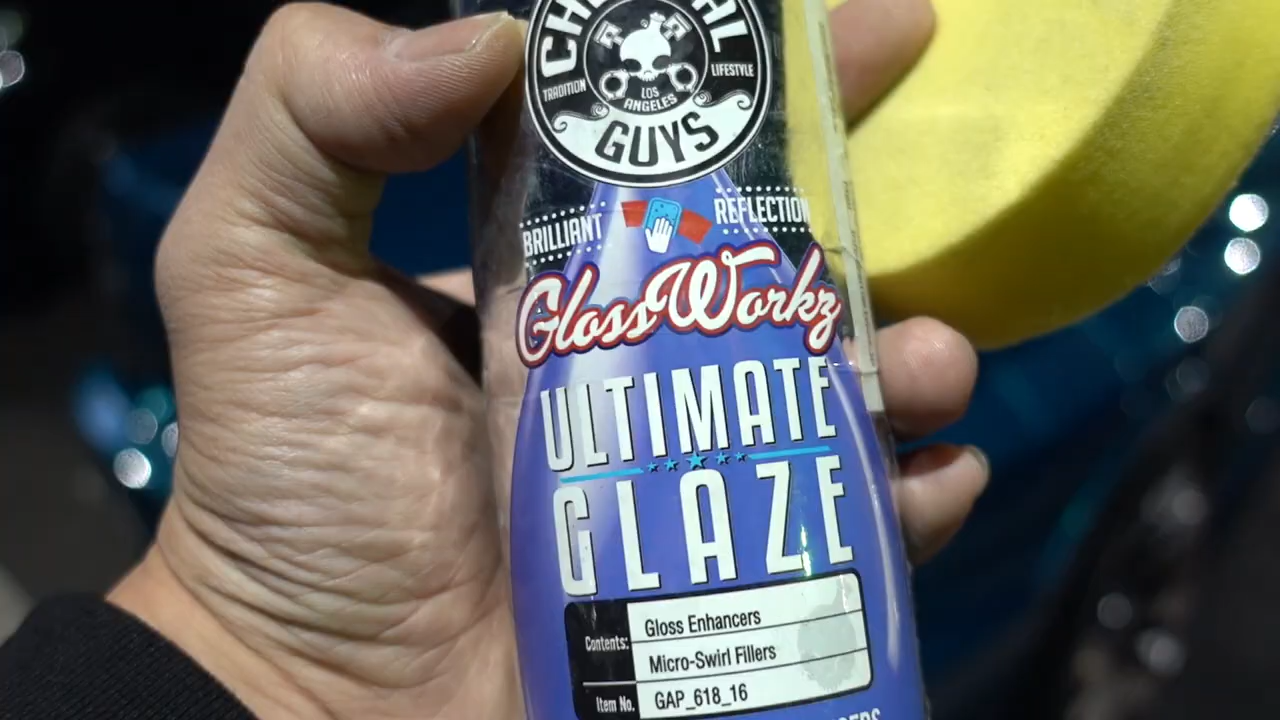 CHEMICAL
TRADITION
LIFESTYLE
LOS
ANGELES
GUYS
BRILLIANT
REFLECTION
GlossWorkz
ULTIMATE
GLAZE
Contents:
Gloss Enhancers
Micro-Swirl Fillers
Item No.
GAP_618_16